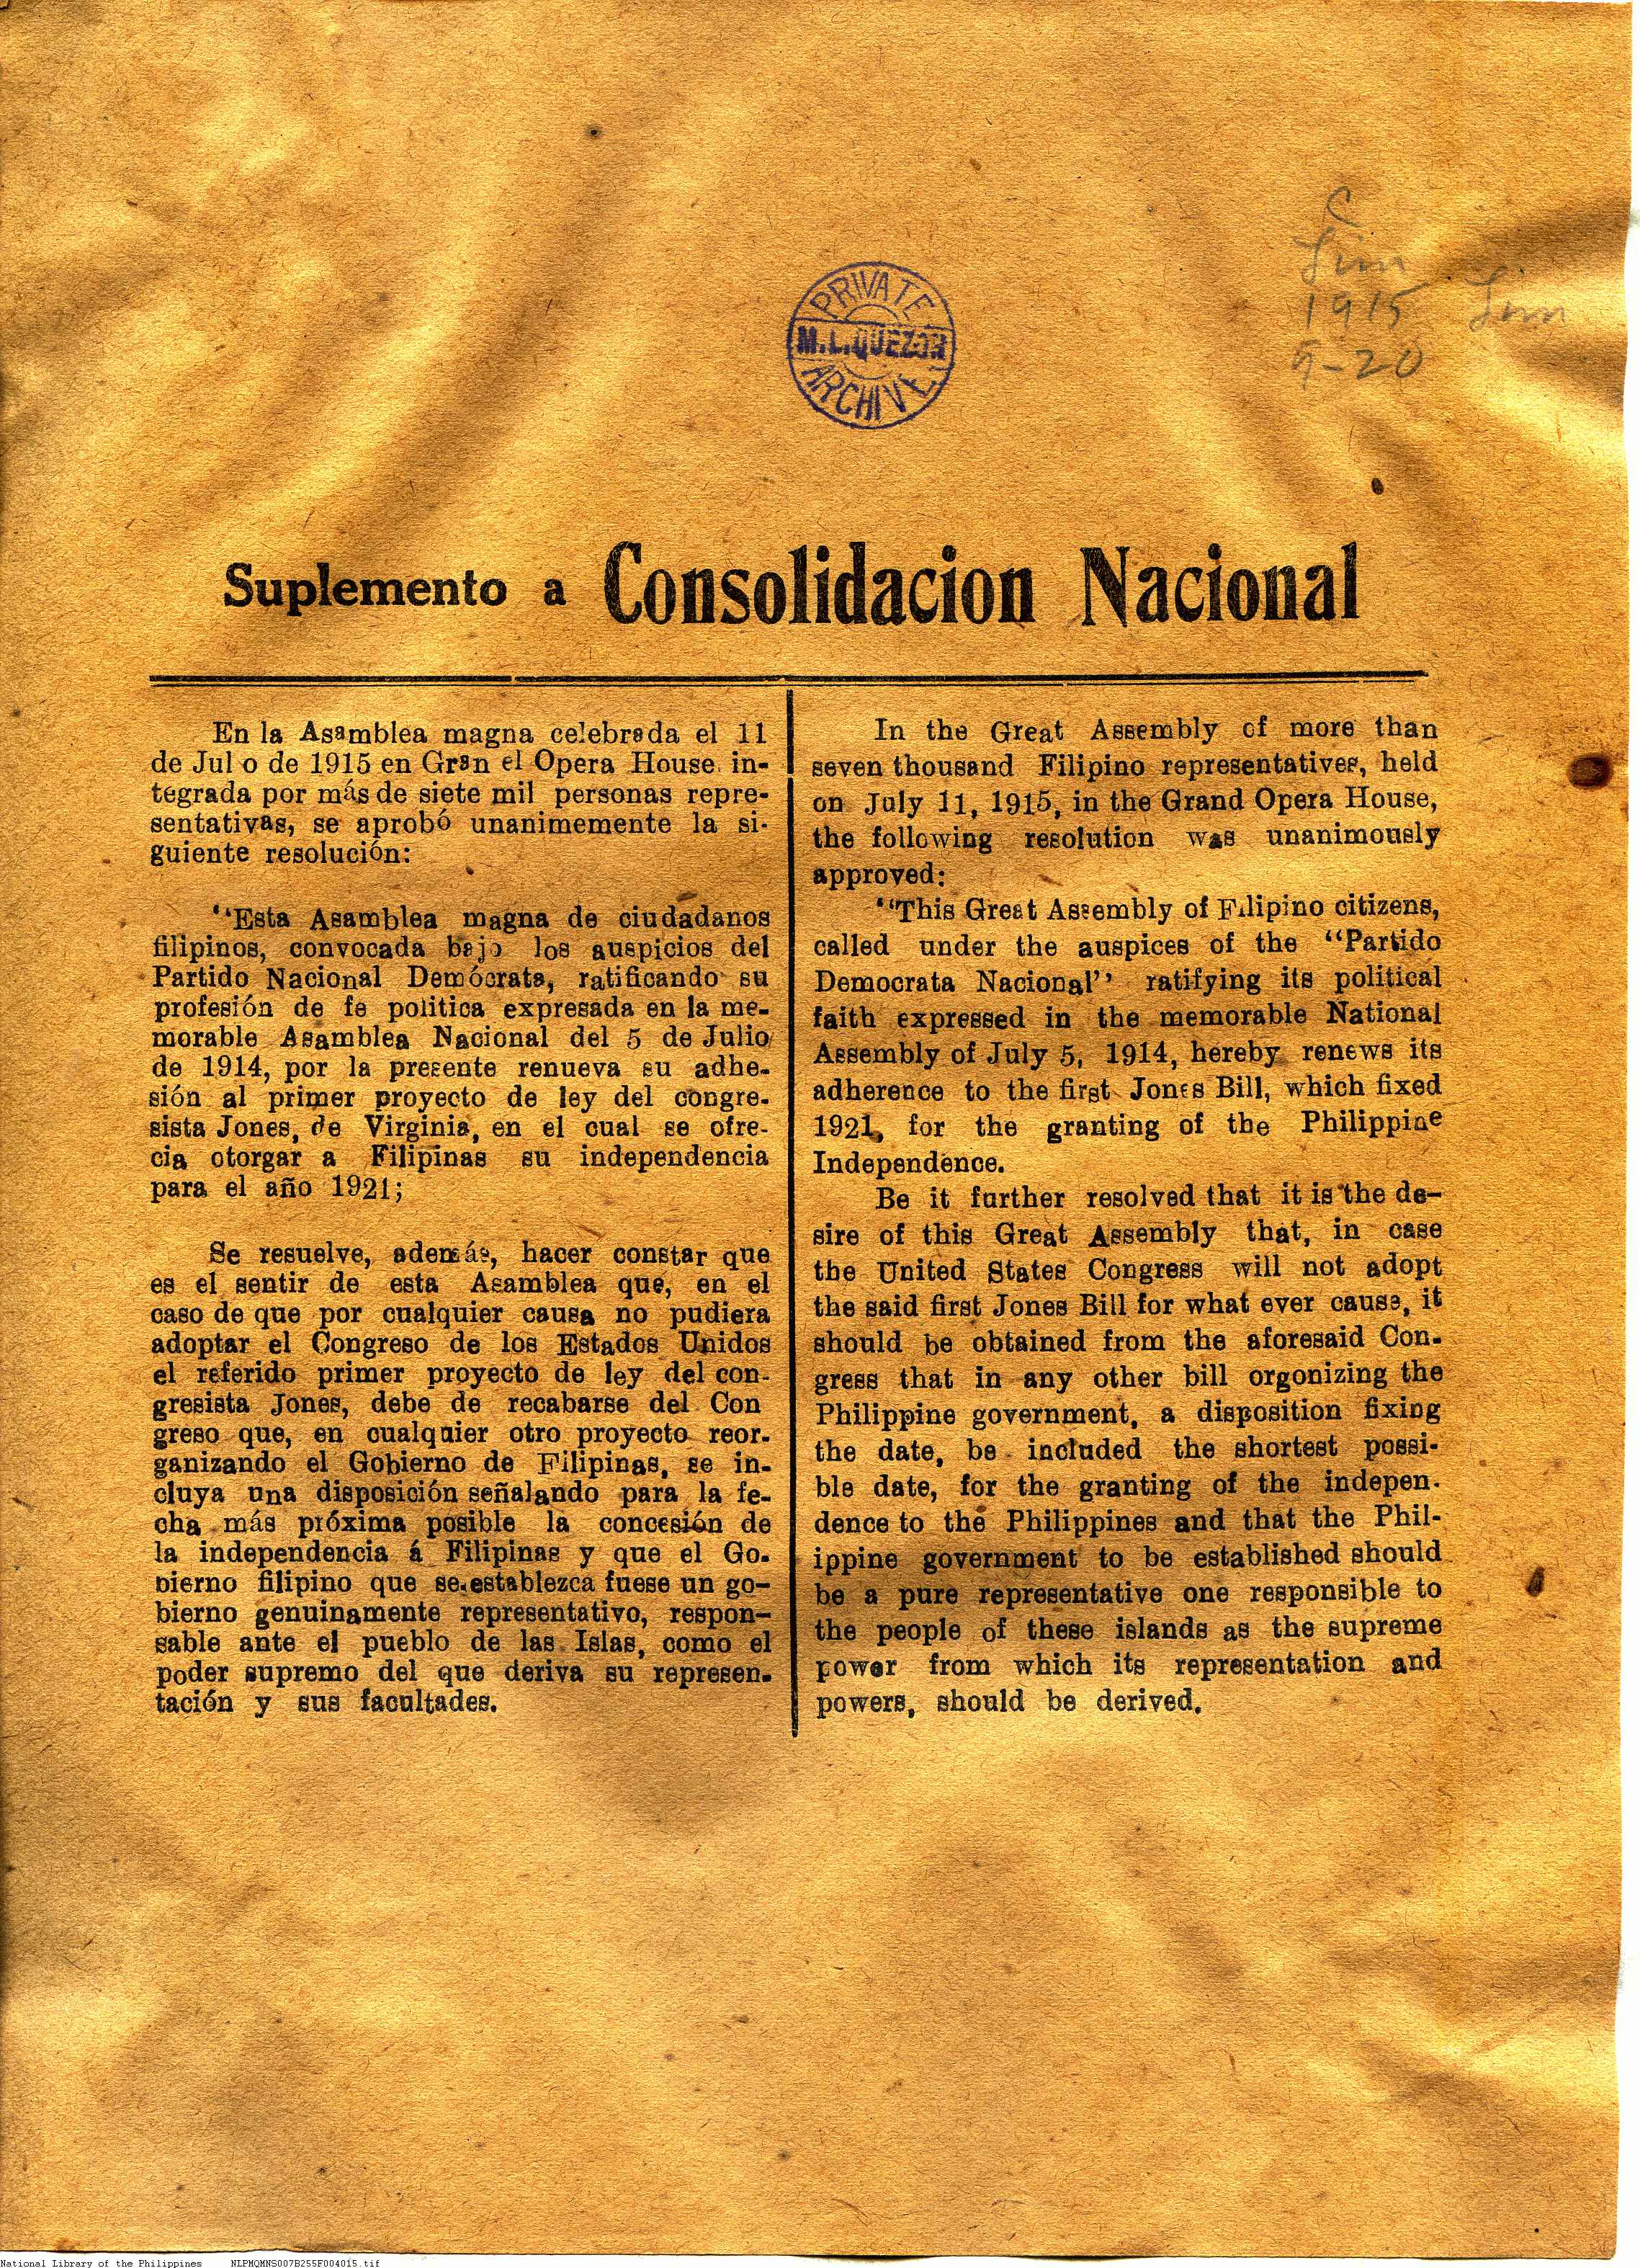 C
1915
9-20
PRIVATE
M.L.QUEZON
ARCHIVE
Suplemento a Consolidacion Nacional
En la Asamblea magna celebrada el 11
de Jul o de 1915 en Gran el Opera House. in-
tegrada por más de siete mil personas repre-
sentativas, se aprobó unanimemente la si-
guiente resolución:
"Esta Asamblea magna de ciudadanos
filipinos, convocada bajo los auspicios del
Partido Nacional Demócrata, ratificando su
profesión de fe politica expresada en la me-
morable Asamblea Nacional del 5 de Julio
de 1914, por la presente renueva su adhe-
sión al primer proyecto de ley del congre-
sista Jones, de Virginia, en el cual se ofre-
cia otorgar a Filipinas su independencia
para el año 1921;
Se resuelve, además, hacer constar que
es el sentir de esta Asamblea que, en el
caso de que por cualquier causa no pudiera
adoptar el Congreso de los Estados Unidos
el referido primer proyecto de ley del con-
gresista Jones, debe de recabarse del Con
greso que, en cualquier otro proyecto reor-
ganizando el Gobierno de Filipinas, se in-
cluya una disposición señalando para la fe-
cha más próxima posible la concesión de
la independencia á Filipinas y que el Go-
bierno filipino que se establezca fuese un go-
bierno genuinamente representativo, respon-
sable ante el pueblo de las Islas, como el
poder supremo del que deriva su represen-
tación y sus facultades.
In the Great Assembly of more than
seven thousand Filipino representatives, held
on July 11, 1915, in the Grand Opera House,
the following resolution was unanimously
approved:
"This Great Assembly of Filipino citizens,
called under the auspices of the "Partido
Democrata Nacional" ratifying its political
faith expressed in the memorable National
Assembly of July 5, 1914, hereby renews its
adherence to the first Jones Bill, which fixed
1921, for the granting of the Philippine
Independence.
Be it further resolved that it is the de-
sire of this Great Assembly that, in case
the United States Congress will not adopt
the said first Jones Bill for what ever cause, it
should be obtained from the aforesaid Con-
gress that in any other bill orgonizing the
Philippine government, a disposition fixing
the date, be included the shortest possi-
ble date, for the granting of the indepen-
dence to the Philippines and that the Phil-
ippine government to be established should
be a pure representative one responsible to
the people of these islands as the supreme
power from which its representation and
powers, should be derived.
National Library of the Philippines NLPMQMNS007B255F004015.tif